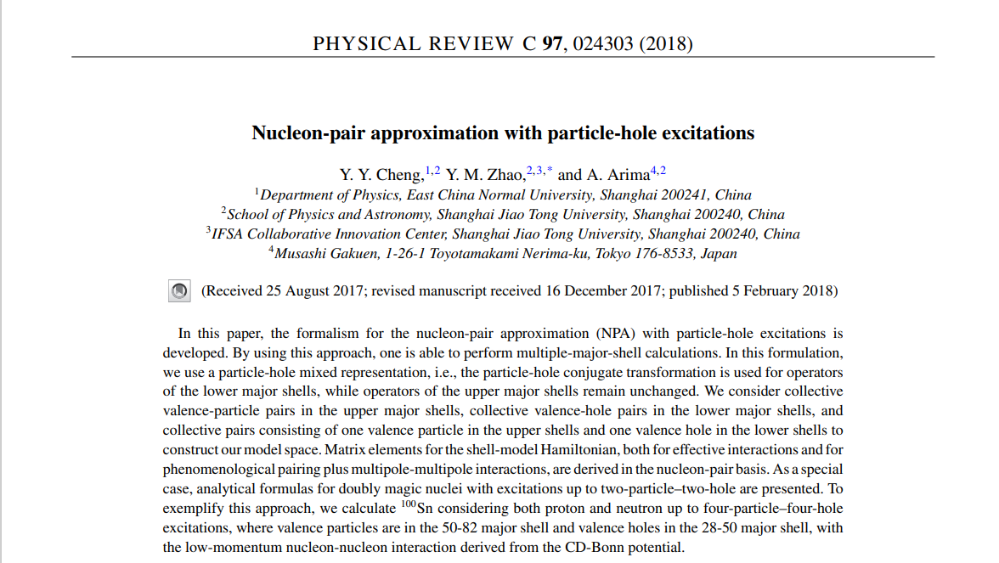 PHYSICAL REVIEW C 97, 024303 (2018)
Nucleon-pair approximation with particle-hole excitations
Y. Y. Cheng,1,2 Y. M. Zhao,2,3,* and A. Arima4,2
1Department of Physics, East China Normal University, Shanghai 200241, China
2School of Physics and Astronomy, Shanghai Jiao Tong University, Shanghai 200240, China
3IFSA Collaborative Innovation Center, Shanghai Jiao Tong University, Shanghai 200240, China
4Musashi Gakuen, 1-26-1 Toyotamakami Nerima-ku, Tokyo 176-8533, Japan
(Received 25 August 2017; revised manuscript received 16 December 2017; published 5 February 2018)
In this paper, the formalism for the nucleon-pair approximation (NPA) with particle-hole excitations is
developed. By using this approach, one is able to perform multiple-major-shell calculations. In this formulation,
we use a particle-hole mixed representation, i.e., the particle-hole conjugate transformation is used for operators
of the lower major shells, while operators of the upper major shells remain unchanged. We consider collective
valence-particle pairs in the upper major shells, collective valence-hole pairs in the lower major shells, and
collective pairs consisting of one valence particle in the upper shells and one valence hole in the lower shells to
construct our model space. Matrix elements for the shell-model Hamiltonian, both for effective interactions and for
phenomenological pairing plus multipole-multipole interactions, are derived in the nucleon-pair basis. As a special
case, analytical formulas for doubly magic nuclei with excitations up to two-particle–two-hole are presented. To
exemplify this approach, we calculate 100Sn considering both proton and neutron up to four-particle–four-hole
excitations, where valence particles are in the 50-82 major shell and valence holes in the 28-50 major shell, with
the low-momentum nucleon-nucleon interaction derived from the CD-Bonn potential.